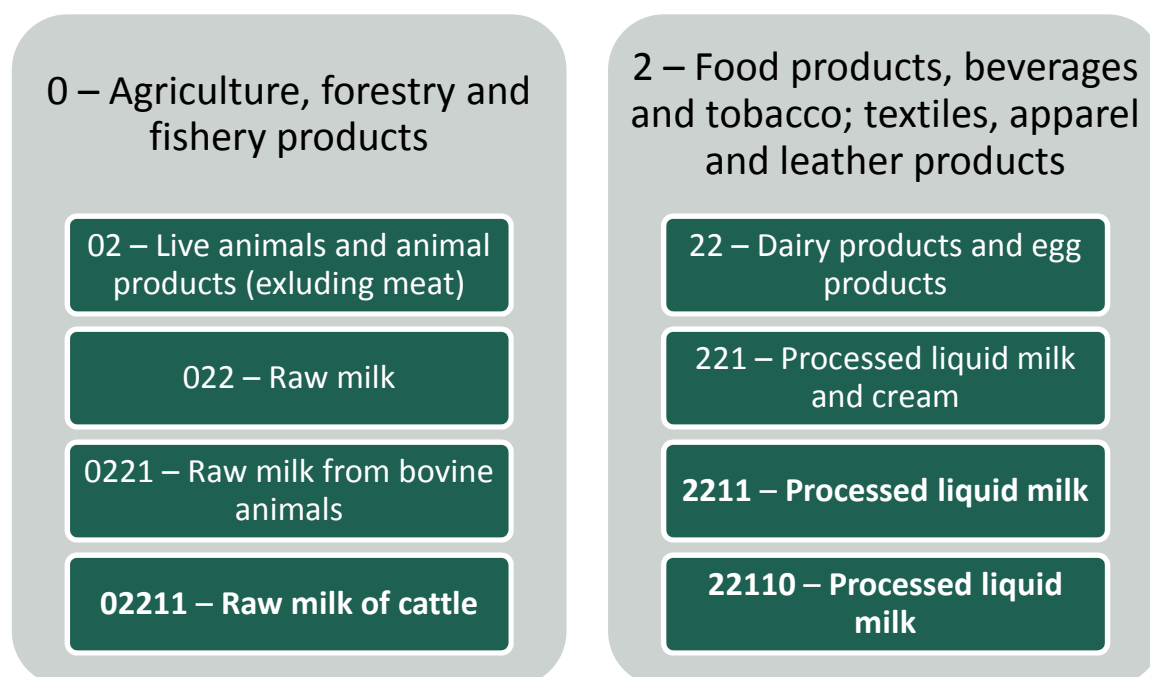 0 – Agriculture, forestry and
fishery products
02 – Live animals and animal
products (exluding meat)
022 – Raw milk
0221 – Raw milk from bovine
animals
02211 – Raw milk of cattle
2 – Food products, beverages
and tobacco; textiles, apparel
and leather products
22 – Dairy products and egg
products
221 – Processed liquid milk
and cream
2211 – Processed liquid milk
22110 – Processed liquid
milk